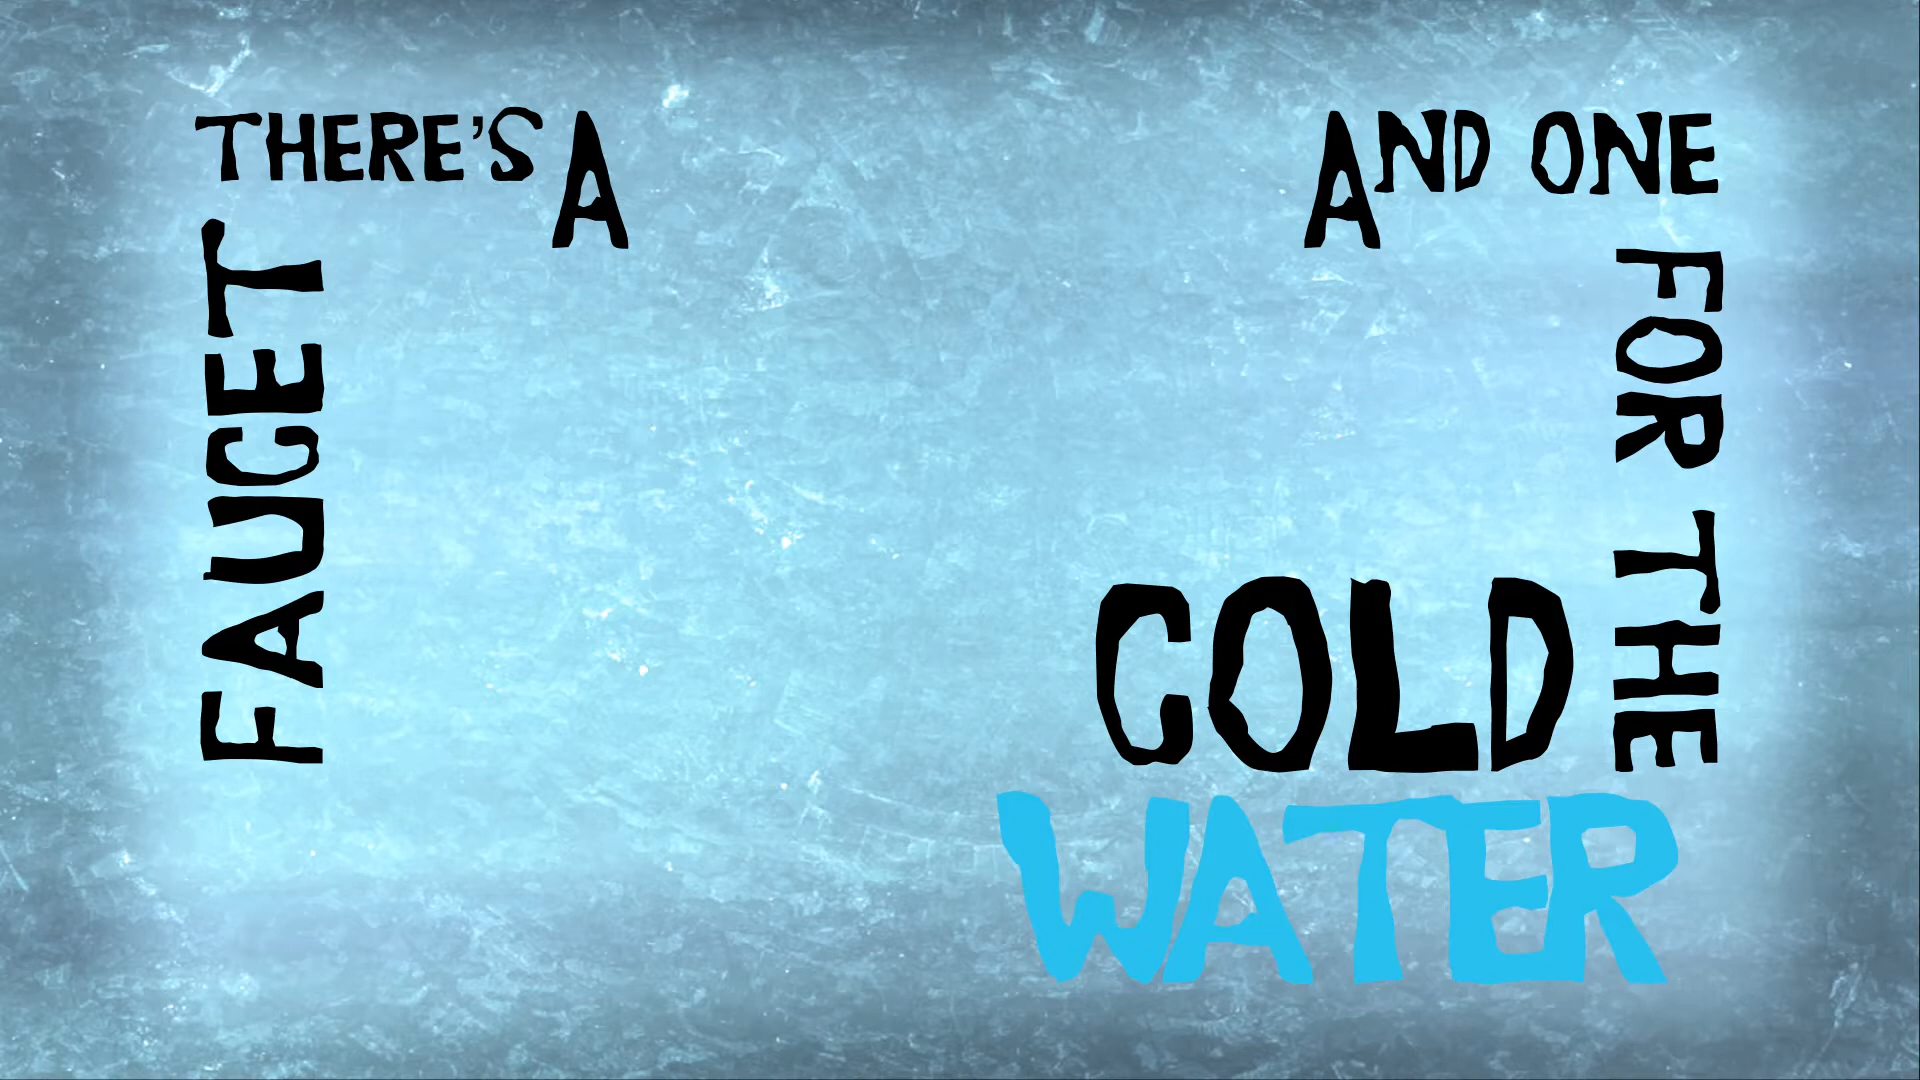 THERE'S A
FAUCET
AND ONE
FOR THE
COLD
WATER